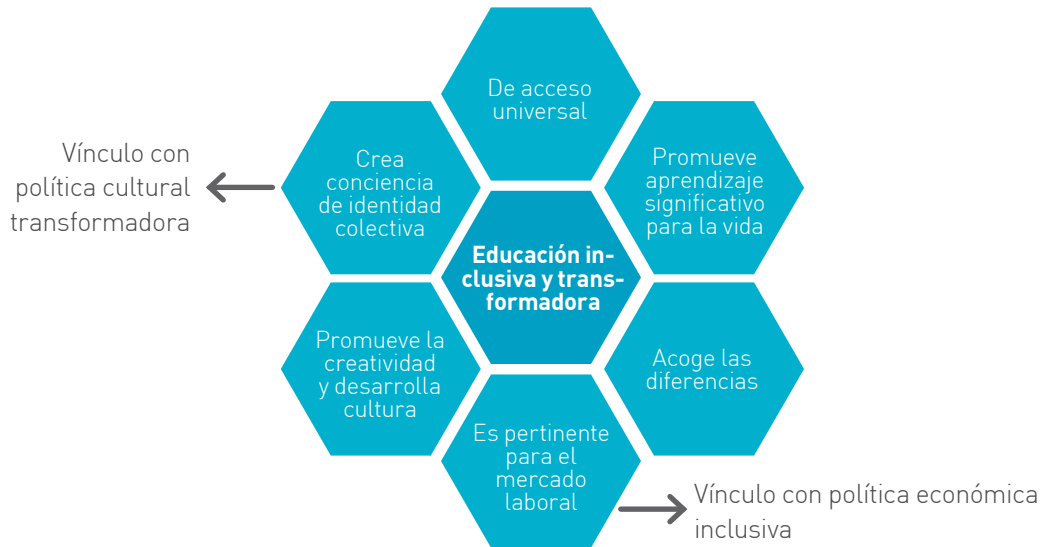 De acceso
universal
Vínculo con
política cultural
transformadora
Crea
conciencia
de identidad
colectiva
Promueve
aprendizaje
significativo
para la vida
Educación in-
clusiva y trans-
formadora
Promueve la
creatividad
y desarrolla
cultura
Acoge las
diferencias
Es pertinente
para el
mercado
laboral
Vínculo con política económica
inclusiva